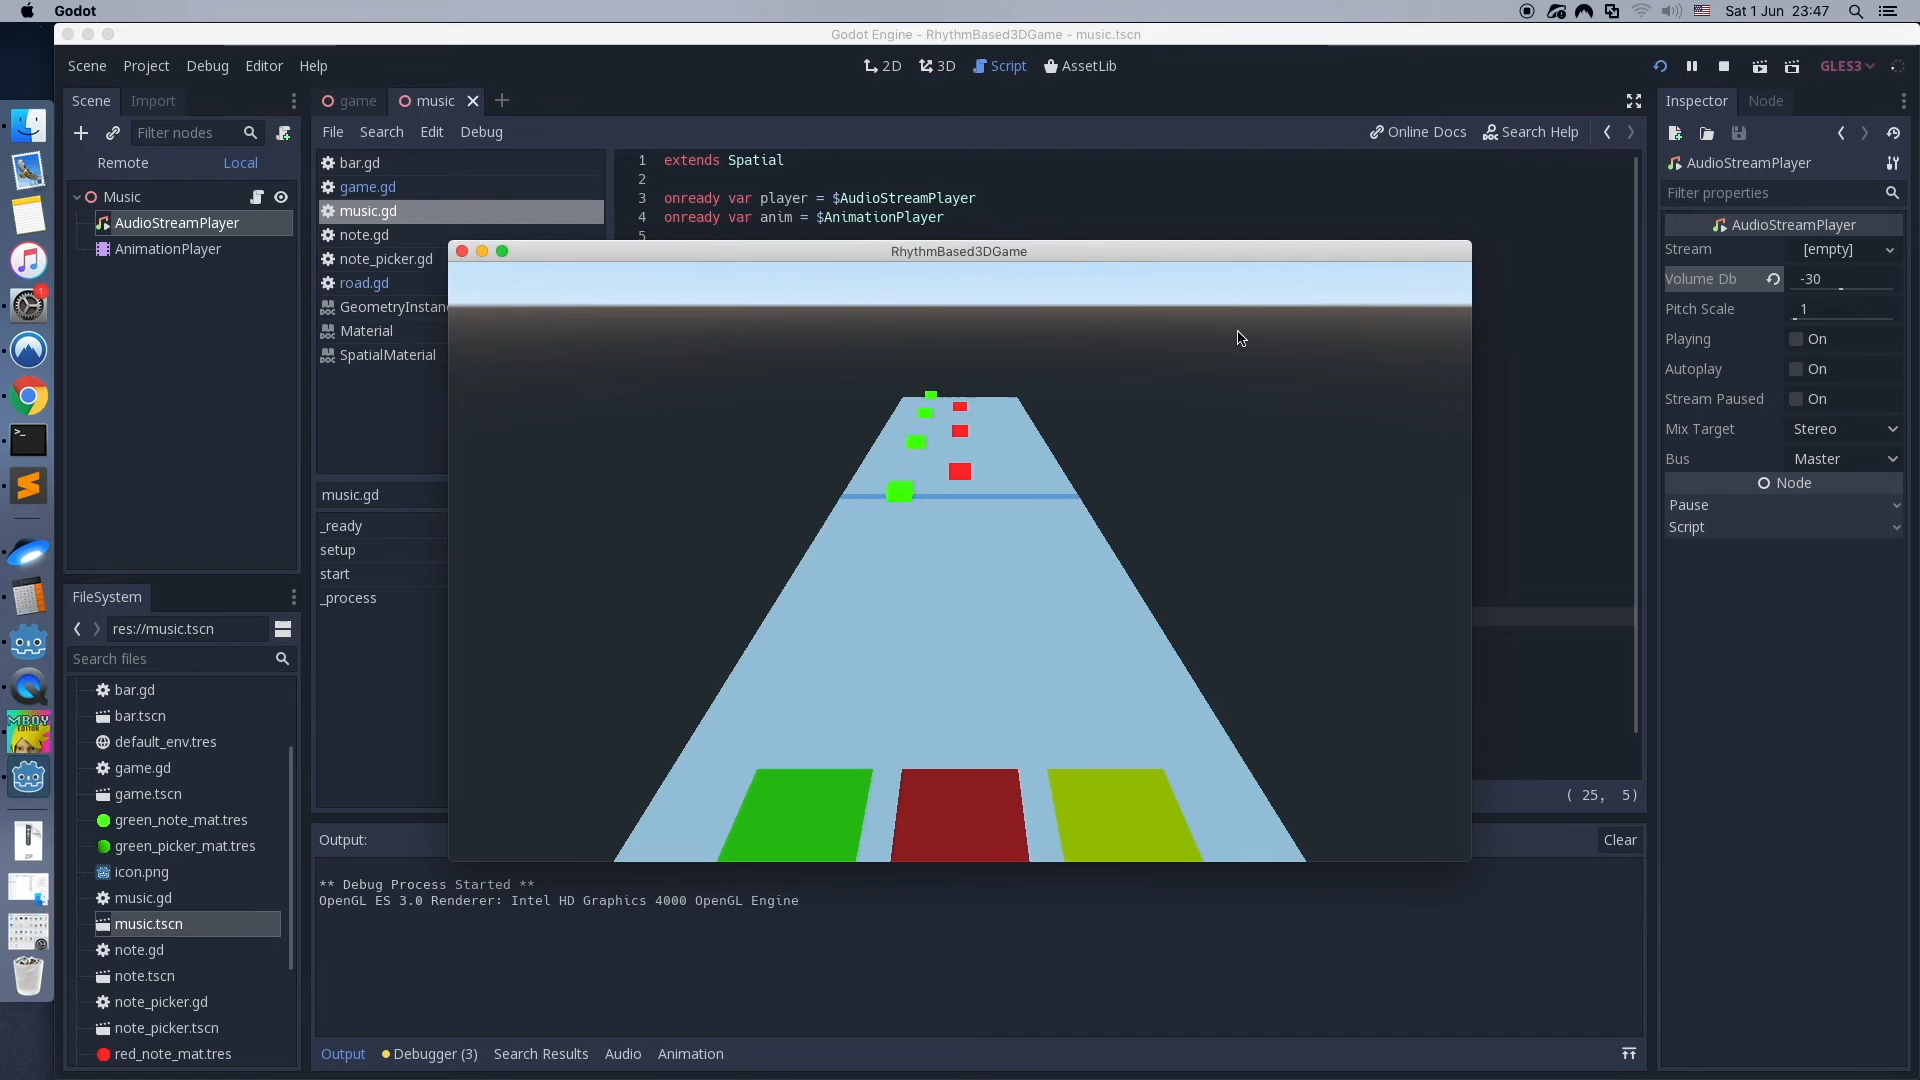 Godot
Sat 1 Jun 23:47
Godot Engine - RhythmBased3DGame - music.tscn
Scene Project Debug Editor Help
2D 3D Script AssetLib
GLES3
Scene Import
game music
Inspector Node
Filter nodes
File Search Edit Debug
Online Docs Search Help
Remote Local
bar.gd
game.gd
music.gd
note.gd
note_picker.gd
road.gd
GeometryInstan
Material
SpatialMaterial
1 extends Spatial
2
3 onready var player = $AudioStreamPlayer
4 onready var anim = $AnimationPlayer
5
Music
AudioStreamPlayer
AnimationPlayer
RhythmBased3DGame
AudioStreamPlayer
Filter properties
AudioStreamPlayer
Stream [empty]
Volume Db -30
Pitch Scale 1
Playing On
Autoplay On
Stream Paused On
Mix Target Stereo
Bus Master
Node
Pause
Script
music.gd
_ready
setup
start
_process
FileSystem
res://music.tscn
Search files
bar.gd
bar.tscn
default_env.tres
game.gd
game.tscn
green_note_mat.tres
green_picker_mat.tres
icon.png
music.gd
music.tscn
note.gd
note.tscn
note_picker.gd
note_picker.tscn
red_note_mat.tres
( 25, 5)
Output:
Clear
** Debug Process Started **
OpenGL ES 3.0 Renderer: Intel HD Graphics 4000 OpenGL Engine
Output Debugger (3) Search Results Audio Animation
MBOY
EDITOR
ZIP
1